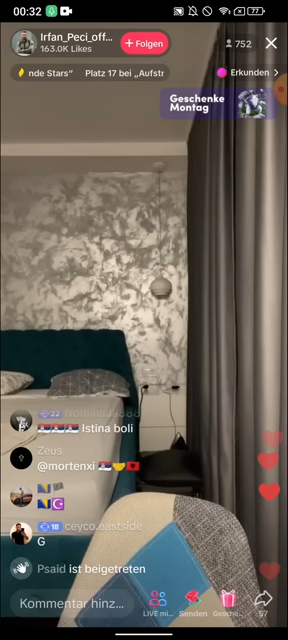 00:32
77
Irfan_Peci_off...
163.0K Likes
+ Folgen
752
nde Stars“
Platz 17 bei „Aufstr
Erkunden
Geschenke
Montag
22
Istina boli
Zeus
@mortenxi
18 ceyco.eastside
G
Psaid ist beigetreten
Kommentar hinz...
LIVE mi...
Senden
Gesche...
57